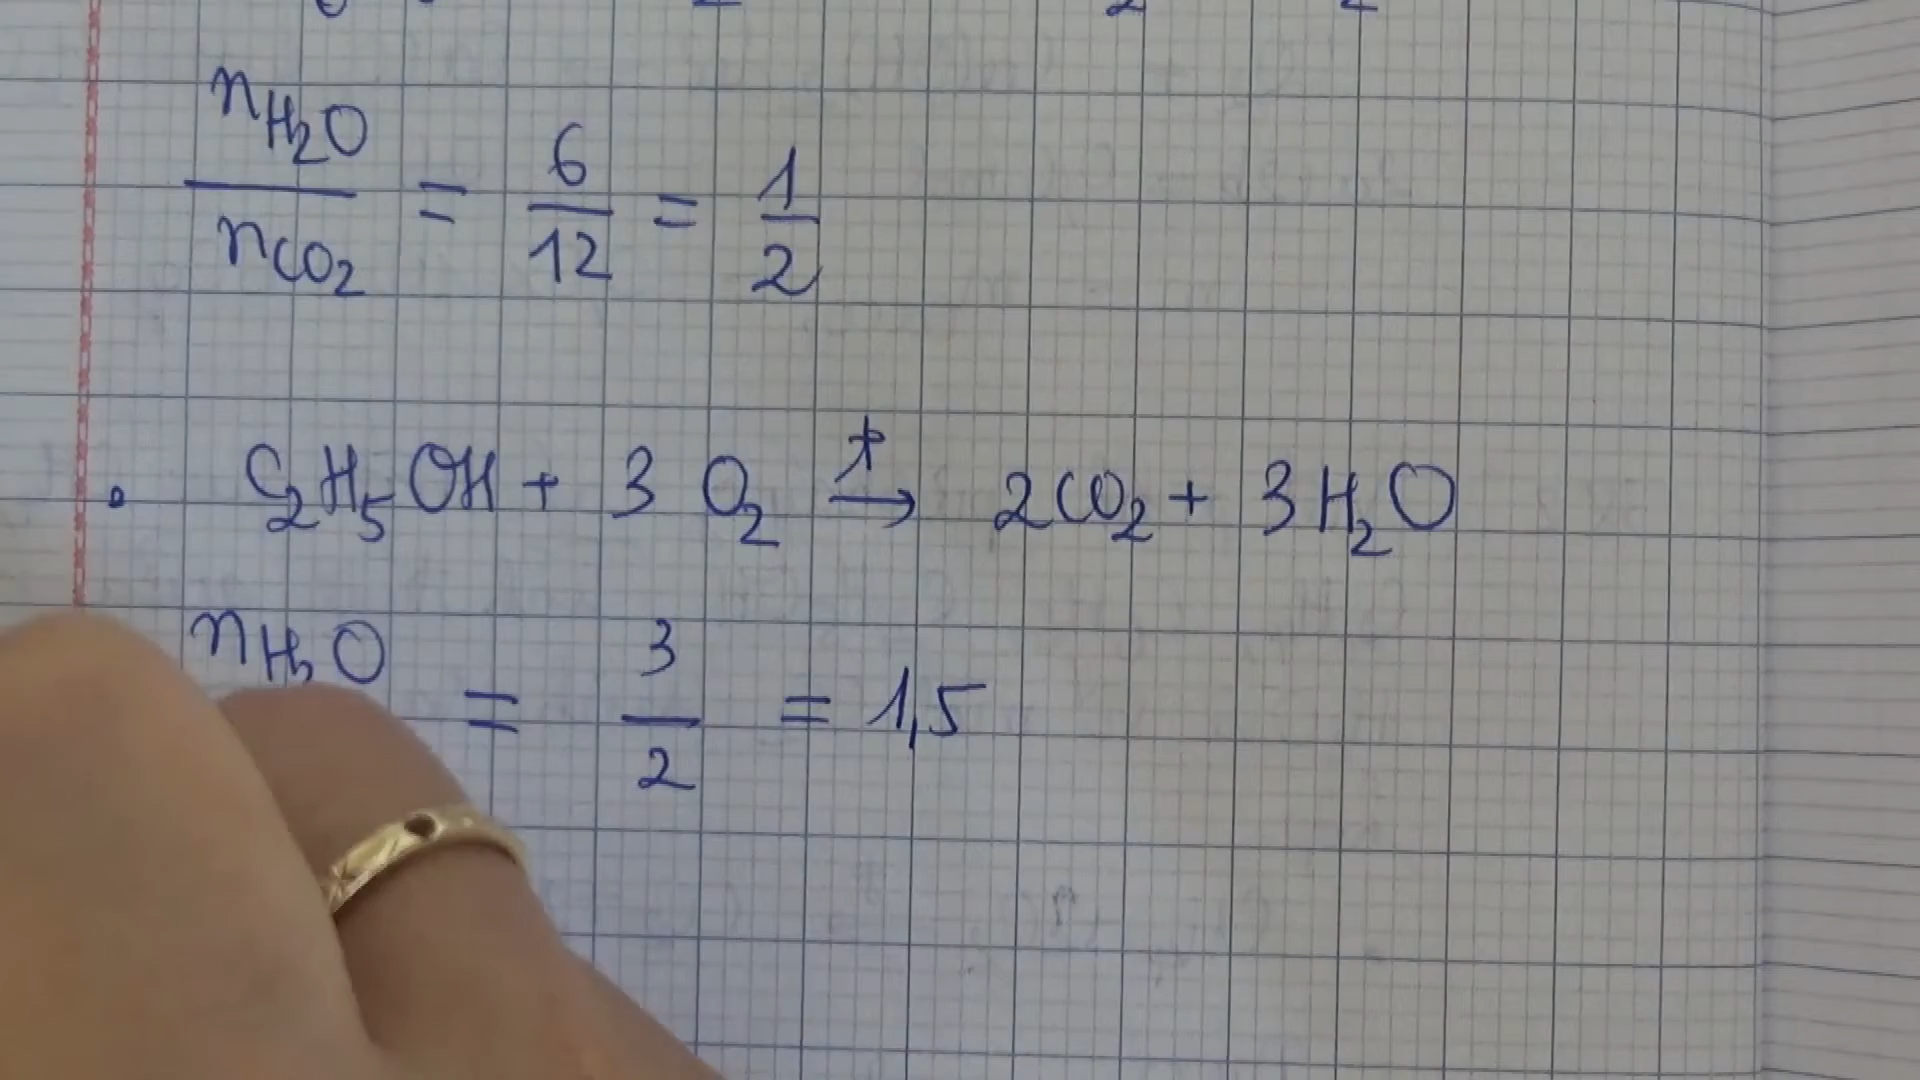 nH₂O / nCO₂ = 6/12 = 1/2
• C₂H₅OH + 3 O₂ →(t°) 2CO₂ + 3H₂O
nH₂O = 3/2 = 1,5